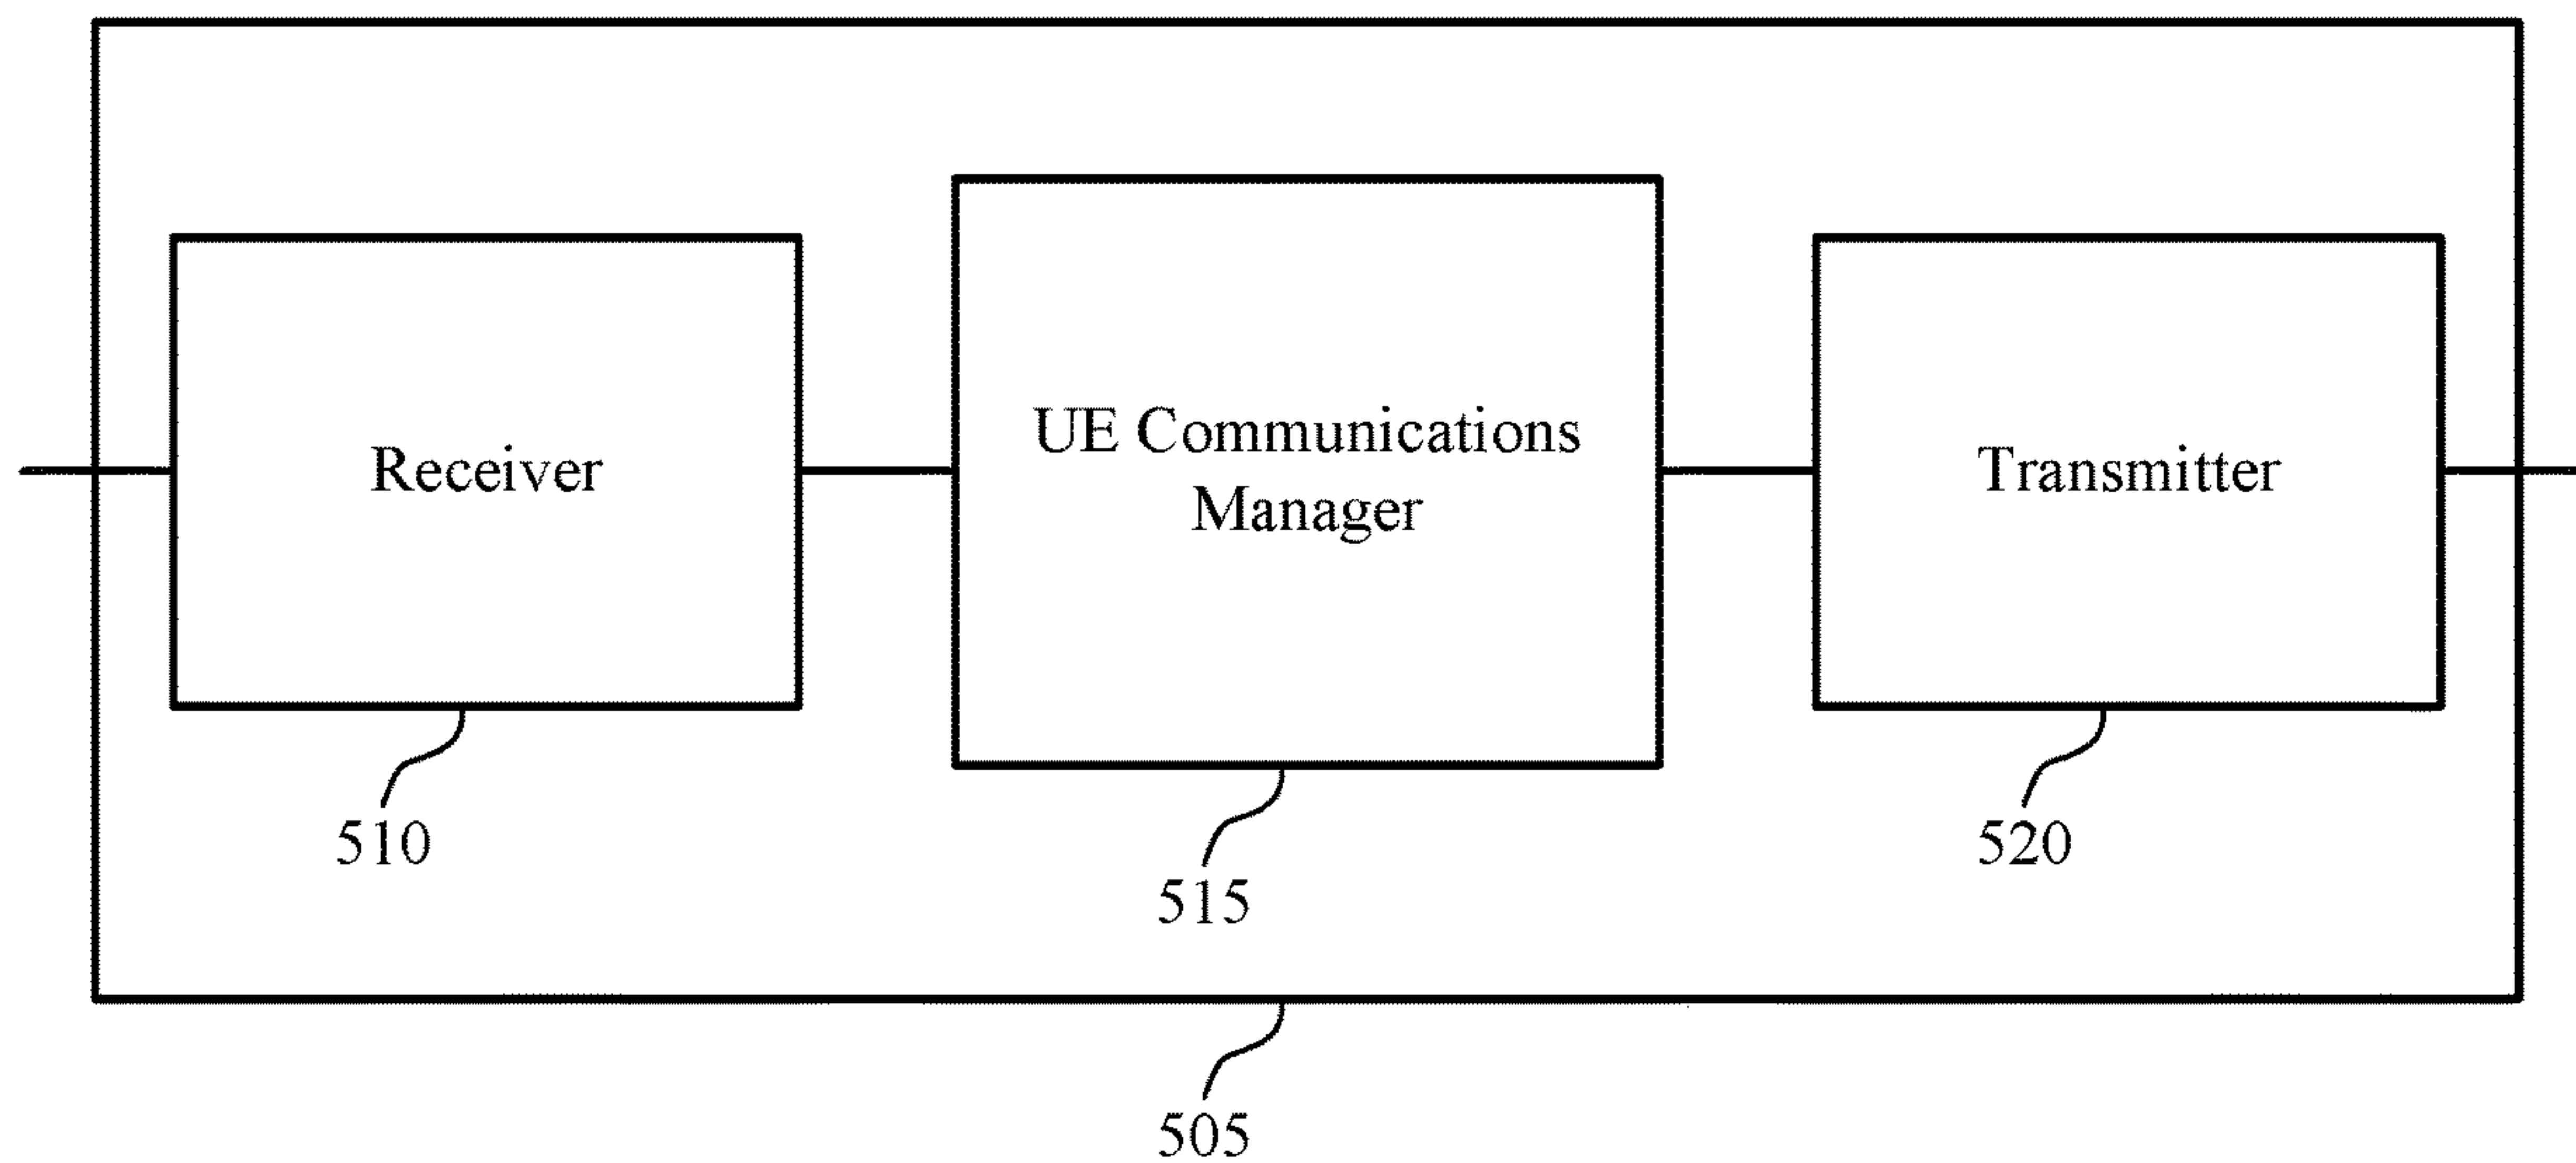 Receiver
UE Communications
Manager
Transmitter
510
515
520
505